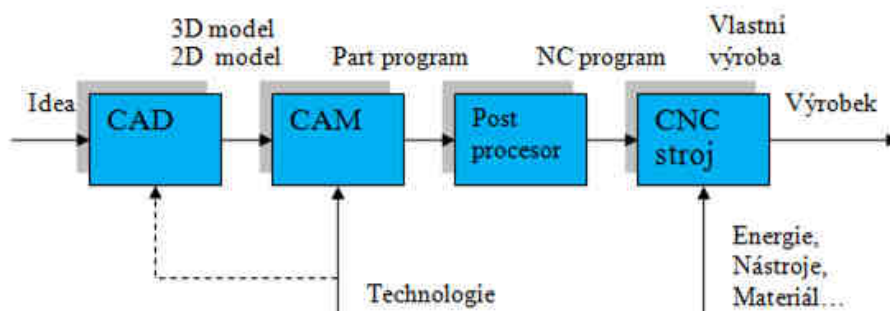 3D model
2D model
Part program
NC program
Vlastní
výroba
Idea
CAD
CAM
Post
procesor
CNC
stroj
Výrobek
Technologie
Energie,
Nástroje,
Materiál...